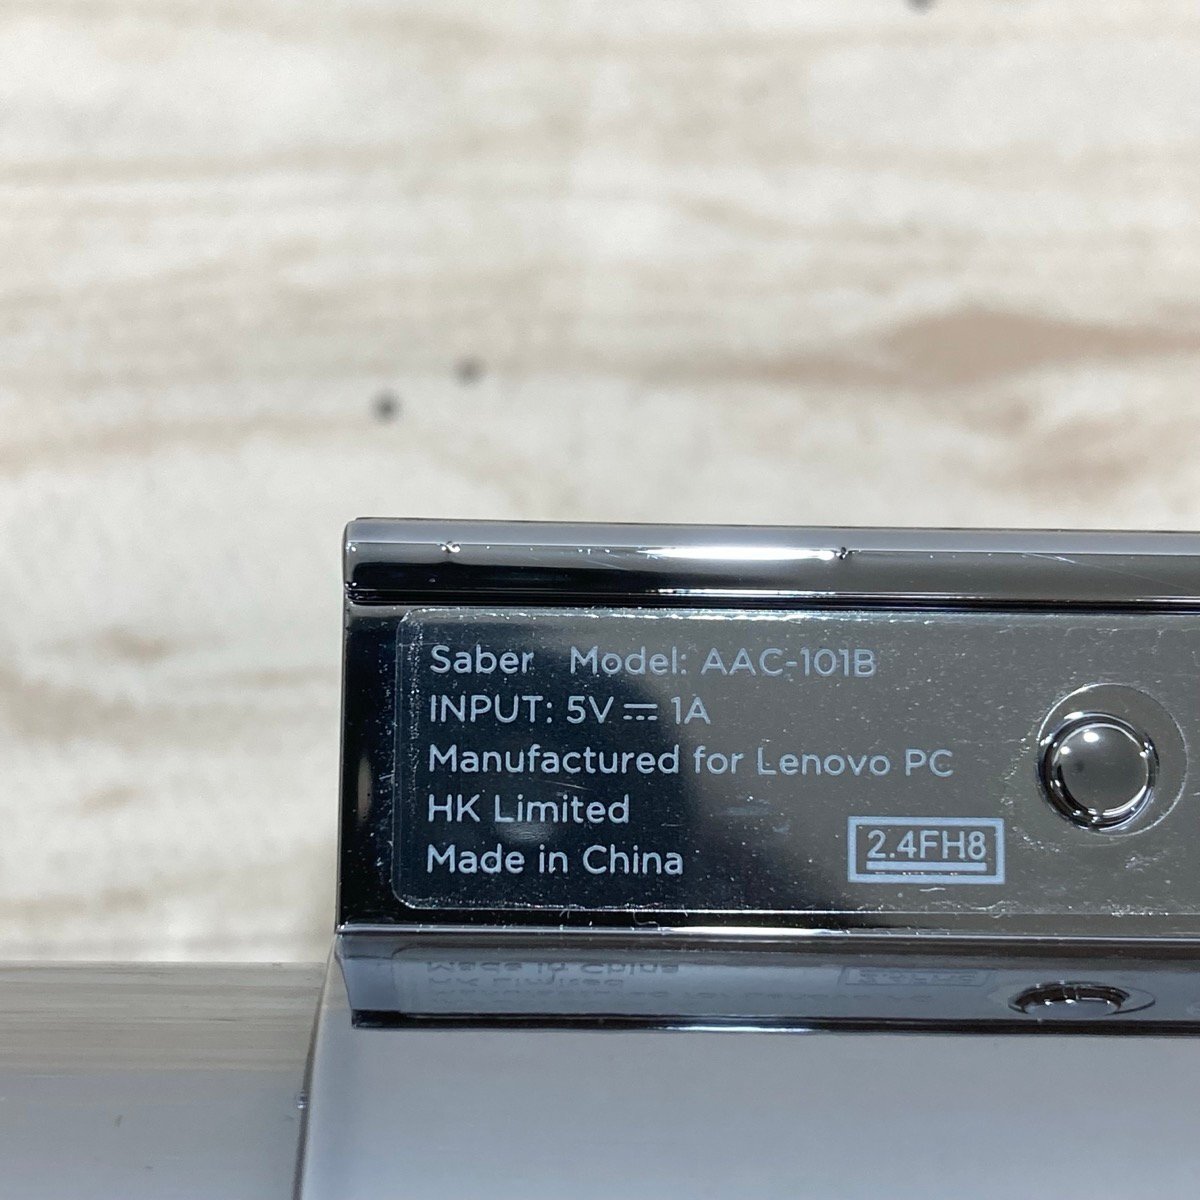 Saber Model: AAC-101B
INPUT: 5V ⎓ 1A
Manufactured for Lenovo PC
HK Limited
Made in China
2.4FH8